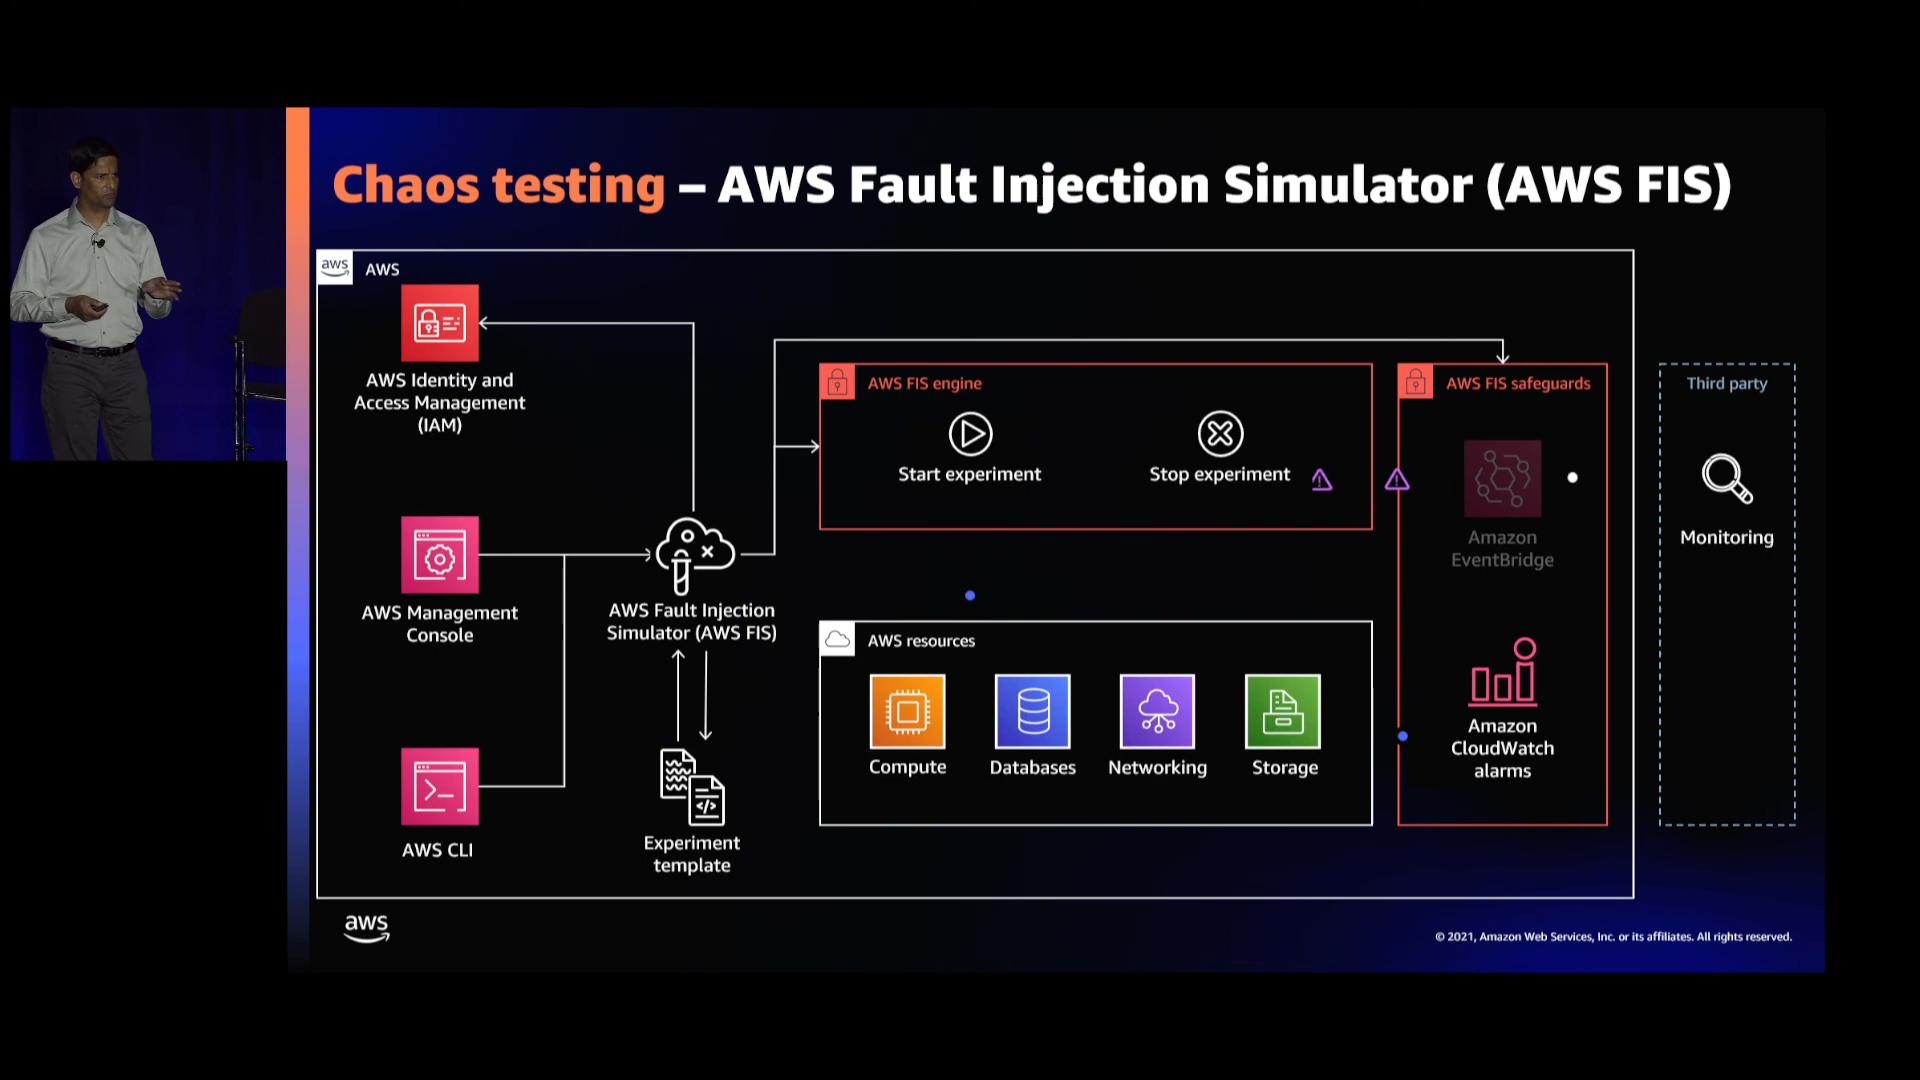 Chaos testing – AWS Fault Injection Simulator (AWS FIS)
aws
AWS
AWS Identity and
Access Management
(IAM)
AWS Management
Console
AWS CLI
AWS Fault Injection
Simulator (AWS FIS)
Experiment
template
AWS FIS engine
Start experiment
Stop experiment
AWS resources
Compute
Databases
Networking
Storage
AWS FIS safeguards
Amazon
EventBridge
Amazon
CloudWatch
alarms
Third party
Monitoring
aws
© 2021, Amazon Web Services, Inc. or its affiliates. All rights reserved.